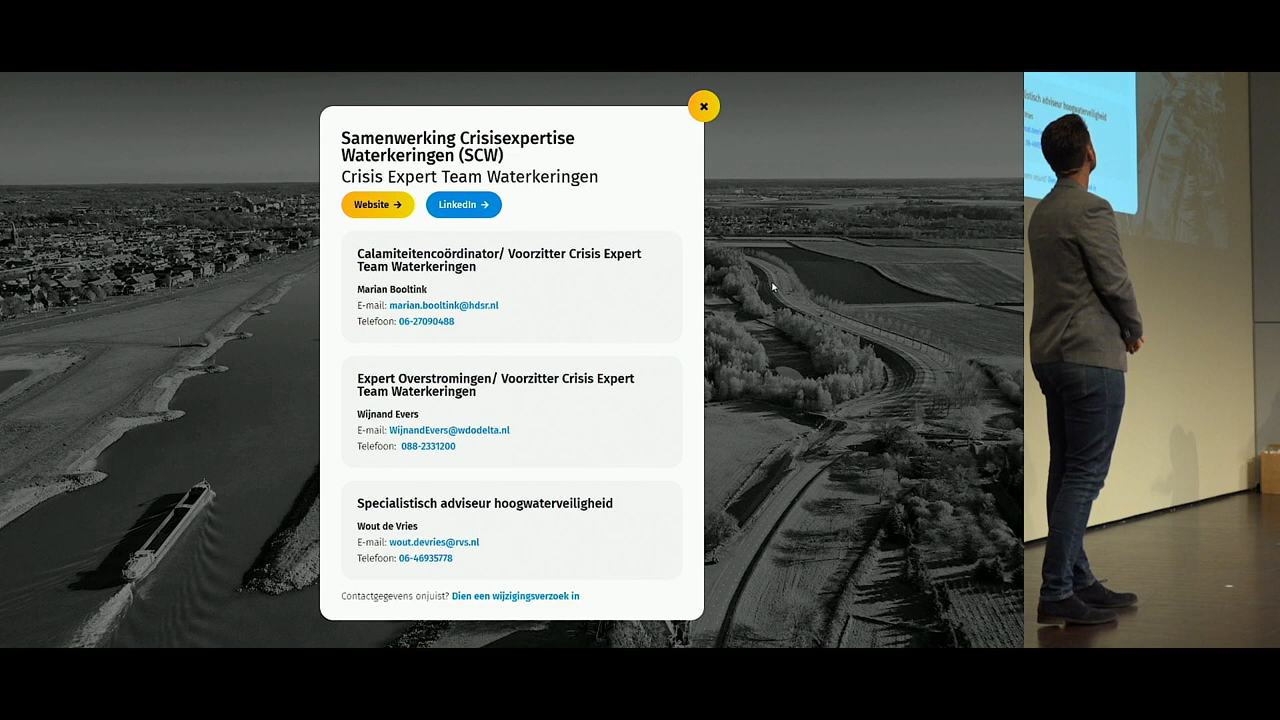 Samenwerking Crisisexpertise
Waterkeringen (SCW)
Crisis Expert Team Waterkeringen
Website →
LinkedIn →
Calamiteitencoördinator/ Voorzitter Crisis Expert
Team Waterkeringen
Marian Booltink
E-mail: marian.booltink@hdsr.nl
Telefoon: 06-27090488
Expert Overstromingen/ Voorzitter Crisis Expert
Team Waterkeringen
Wijnand Evers
E-mail: WijnandEvers@wdodelta.nl
Telefoon: 088-2331200
Specialistisch adviseur hoogwaterveiligheid
Wout de Vries
E-mail: wout.devries@rvs.nl
Telefoon: 06-46935778
Contactgegevens onjuist? Dien een wijzigingsverzoek in
adviseur hoogwaterveiligheid